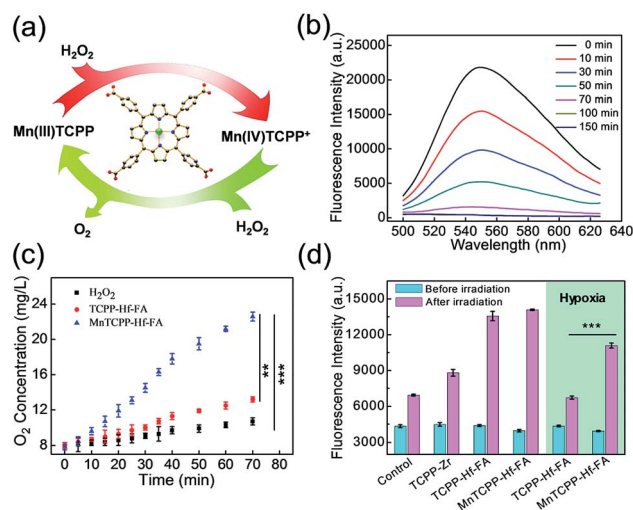 (a)
H₂O₂
Mn(III)TCPP
Mn(IV)TCPP⁺
O₂
H₂O₂
(b)
Fluorescence Intensity (a.u.)
25000
20000
15000
10000
5000
0
500 520 540 560 580 600 620
Wavelength (nm)
0 min
10 min
30 min
50 min
70 min
100 min
150 min
(c)
O₂ Concentration (mg/L)
24
20
16
12
8
0 10 20 30 40 50 60 70 80
Time (min)
H₂O₂
TCPP-Hf-FA
MnTCPP-Hf-FA
**
***
(d)
Fluorescence Intensity (a.u.)
15000
12000
9000
6000
3000
Before irradiation
After irradiation
Hypoxia
***
Control
TCPP-Zr
TCPP-Hf-FA
MnTCPP-Hf-FA
TCPP-Hf-FA
MnTCPP-Hf-FA